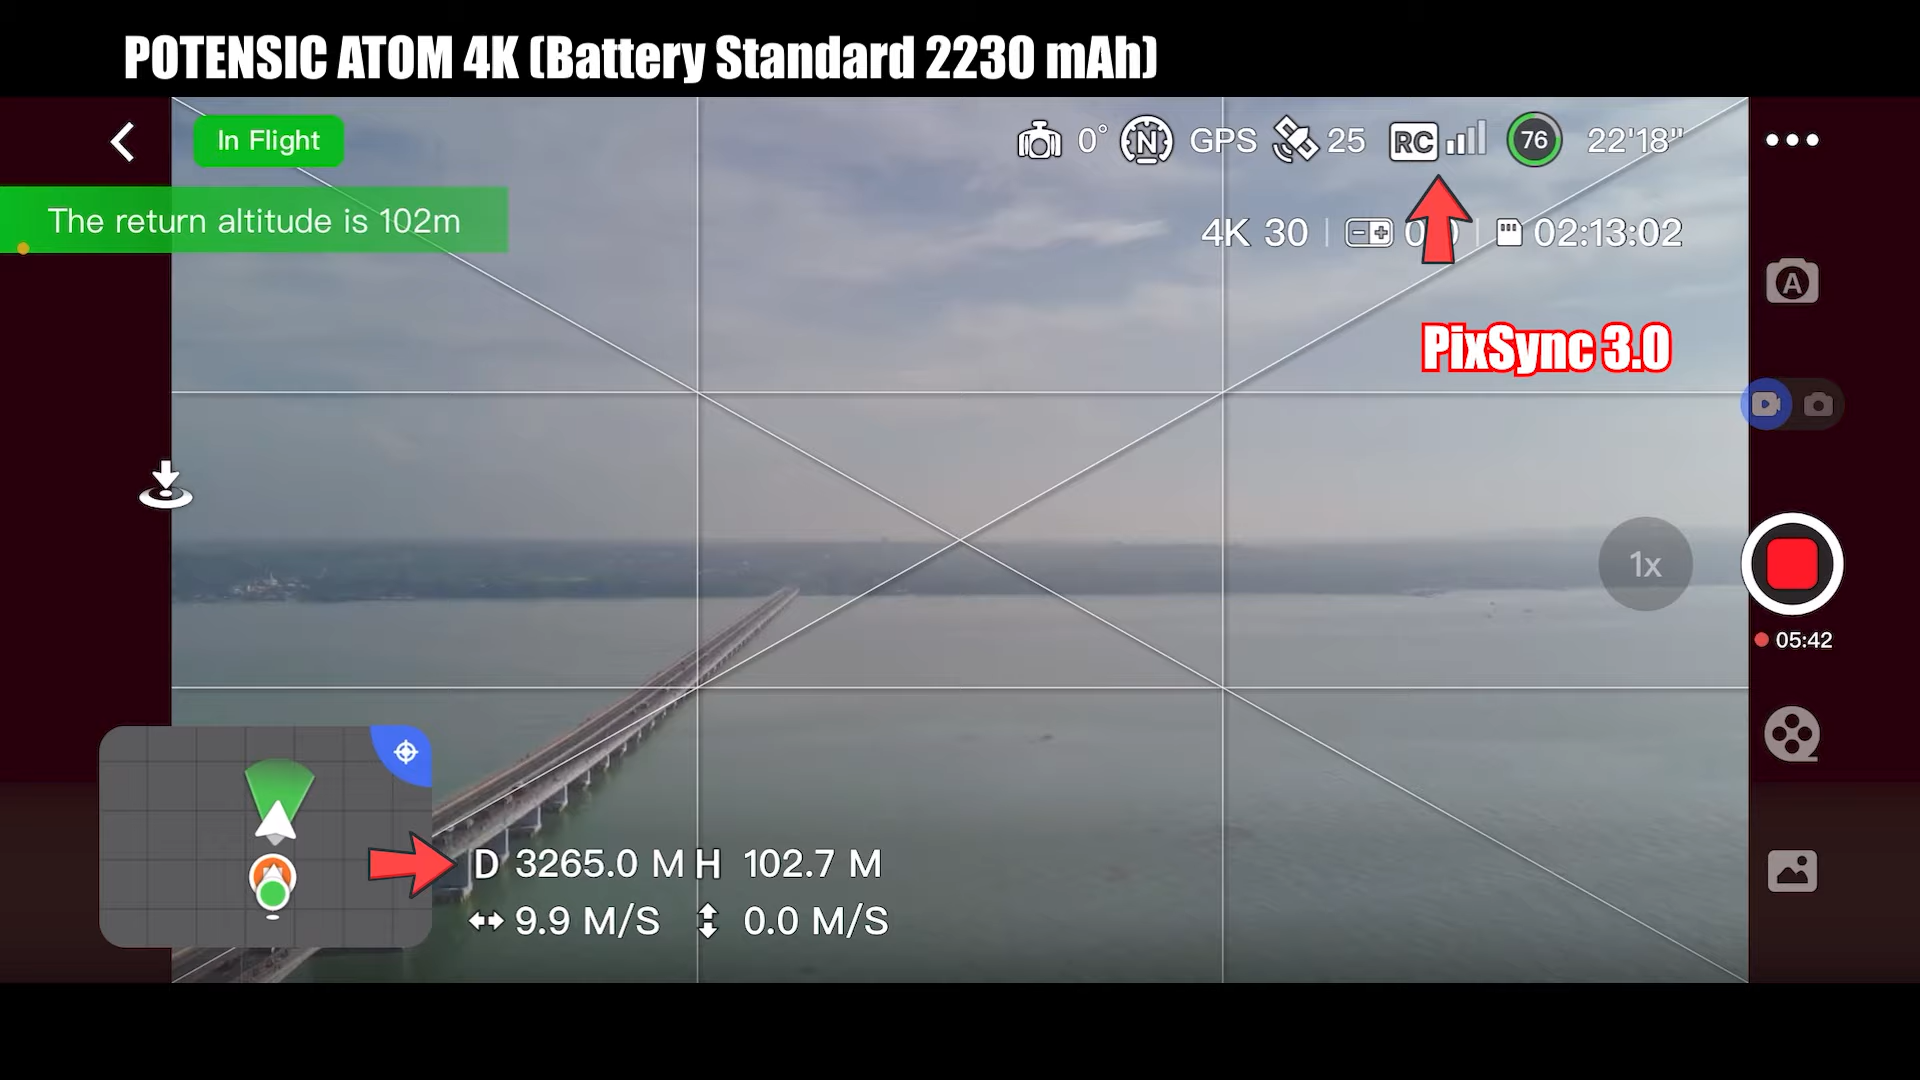 POTENSIC ATOM 4K (Battery Standard 2230 mAh)
In Flight
0° N GPS 25 RC 76 22'18"
The return altitude is 102m
4K 30 02:13:02
A
PixSync 3.0
1x
05:42
D 3265.0 M H 102.7 M
9.9 M/S 0.0 M/S